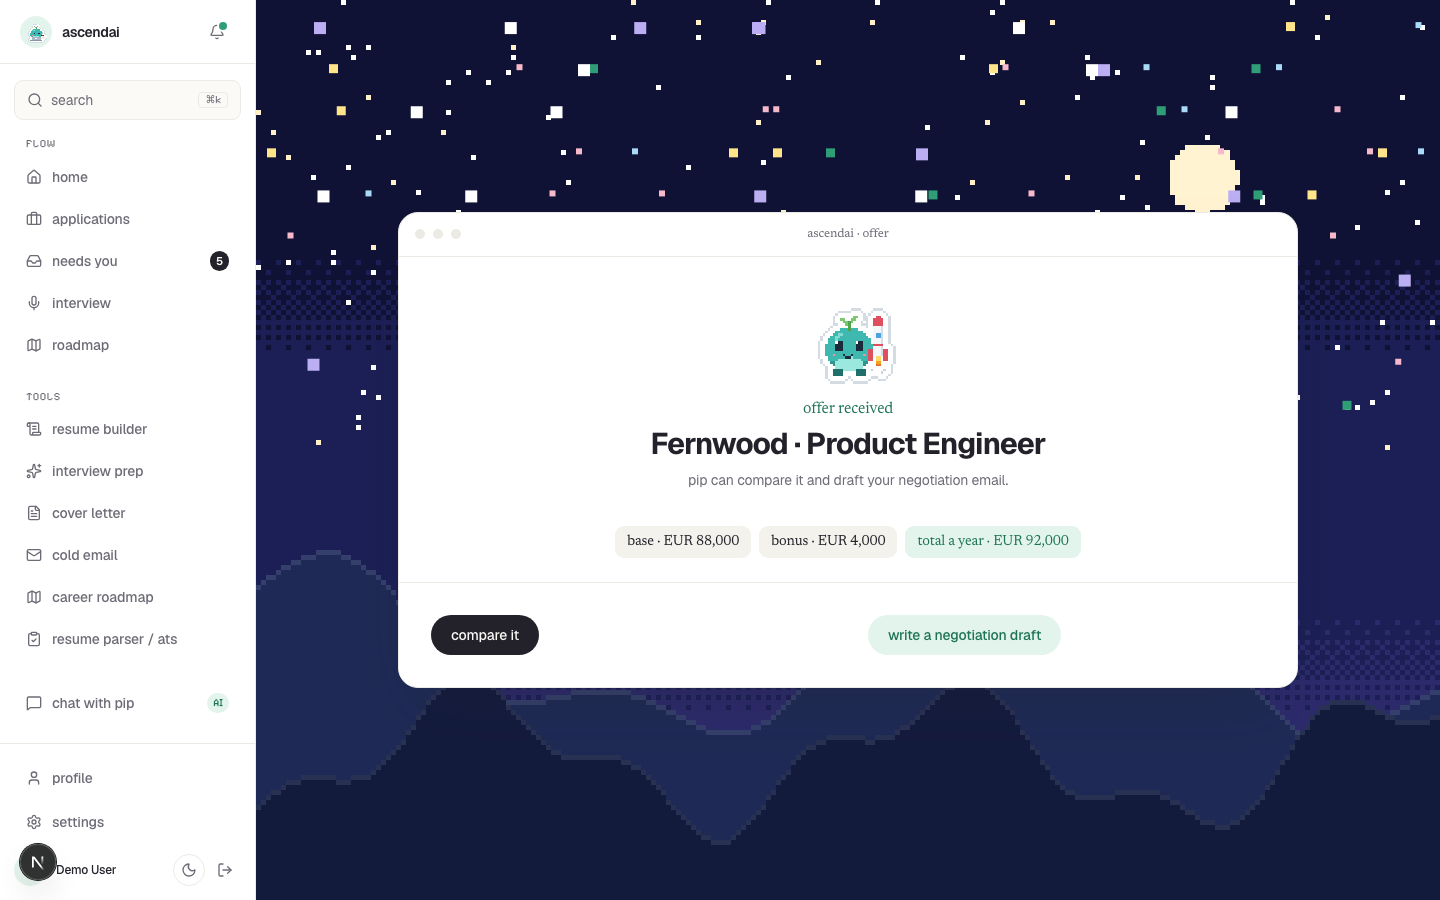 ascendai
search
⌘k
FLOW
home
applications
needs you
5
interview
roadmap
TOOLS
resume builder
interview prep
cover letter
cold email
career roadmap
resume parser / ats
chat with pip
AI
profile
settings
N
Demo User
ascendai · offer
offer received
Fernwood · Product Engineer
pip can compare it and draft your negotiation email.
base · EUR 88,000
bonus · EUR 4,000
total a year · EUR 92,000
compare it
write a negotiation draft